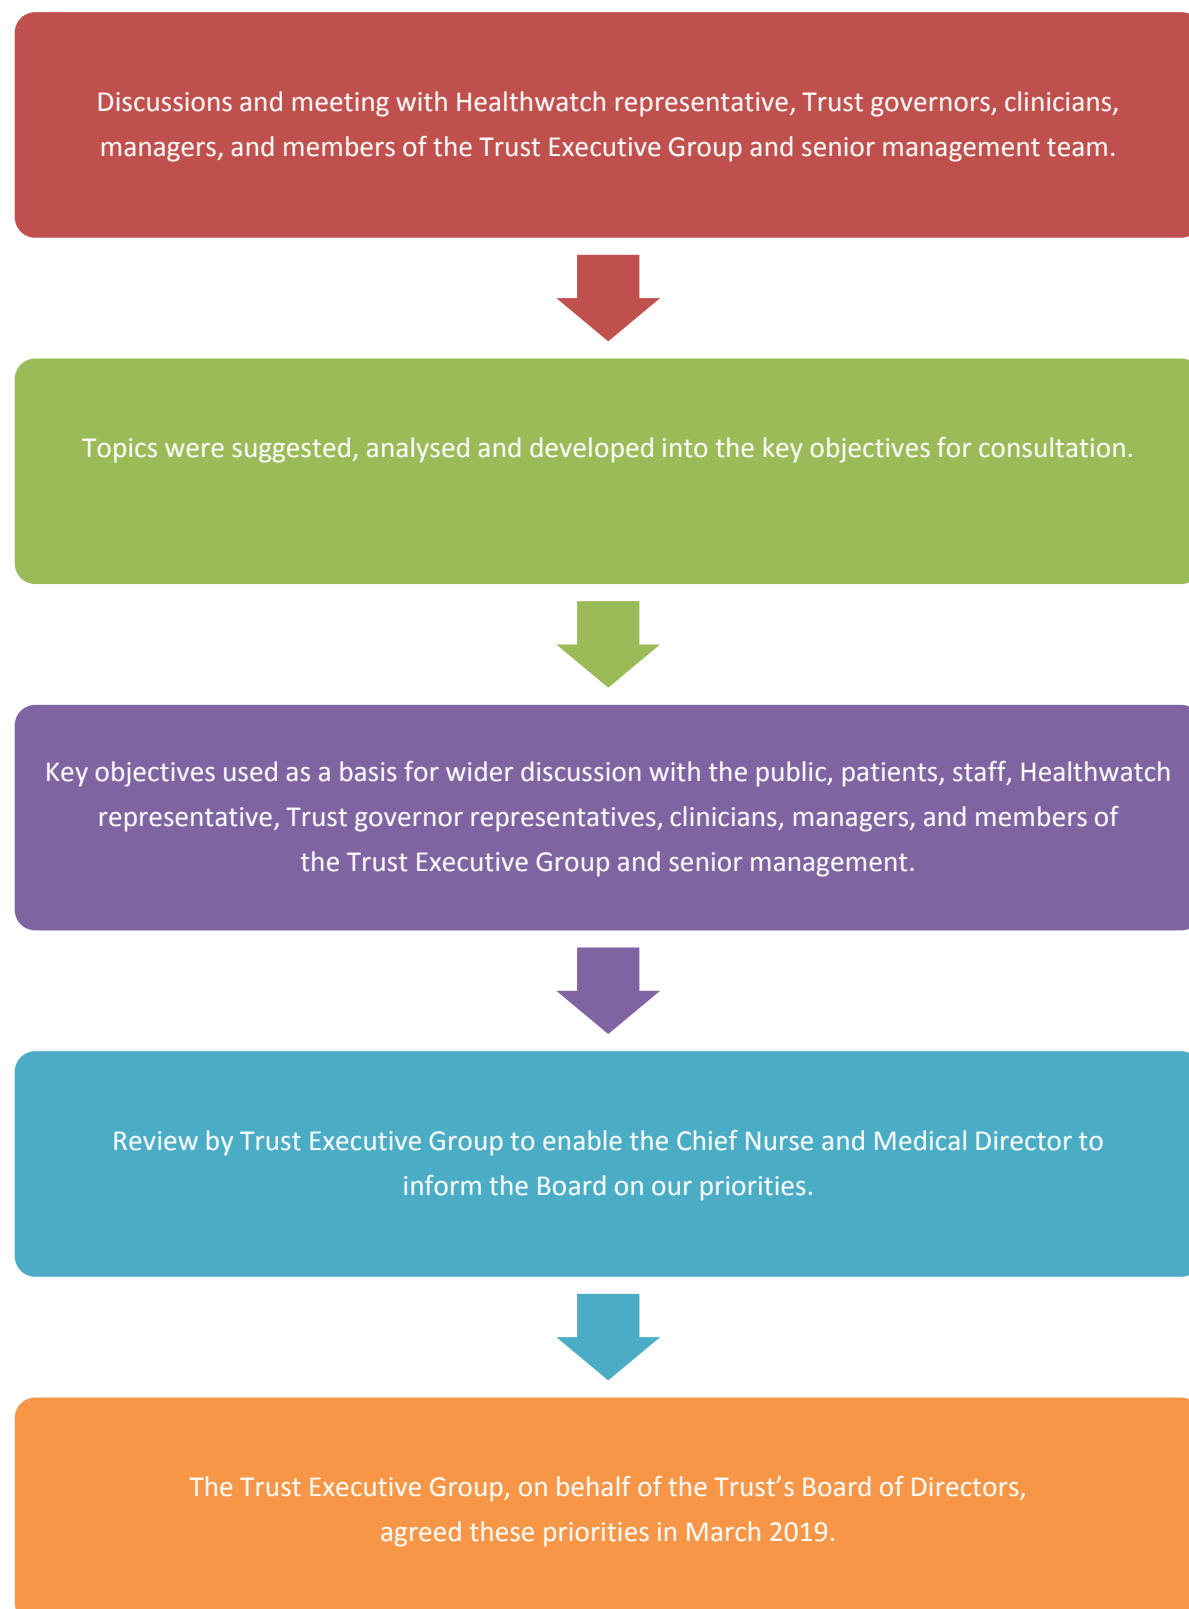 Discussions and meeting with Healthwatch representative, Trust governors, clinicians,
managers, and members of the Trust Executive Group and senior management team.
Topics were suggested, analysed and developed into the key objectives for consultation.
Key objectives used as a basis for wider discussion with the public, patients, staff, Healthwatch
representative, Trust governor representatives, clinicians, managers, and members of
the Trust Executive Group and senior management.
Review by Trust Executive Group to enable the Chief Nurse and Medical Director to
inform the Board on our priorities.
The Trust Executive Group, on behalf of the Trust’s Board of Directors,
agreed these priorities in March 2019.